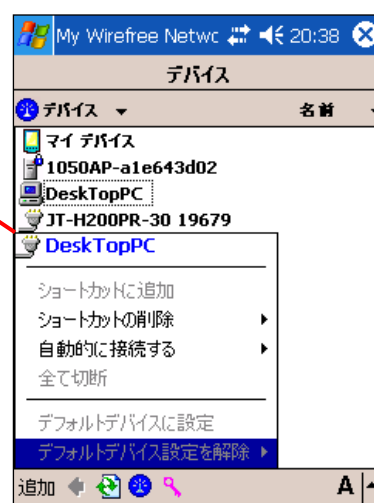 My Wirefree Netwc 20:38
デバイス
デバイス 名前
マイ デバイス
1050AP-a1e643d02
DeskTopPC
JT-H200PR-30 19679
DeskTopPC
ショートカットに追加
ショートカットの削除
自動的に接続する
全て切断
デフォルトデバイスに設定
デフォルトデバイス設定を解除
追加 A